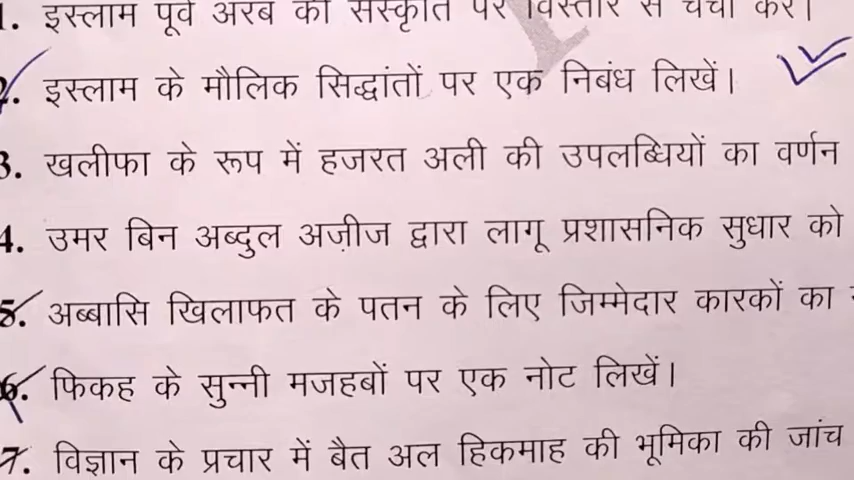 1. इस्लाम पूर्व अरब की संस्कृति पर विस्तार से चर्चा करें।
2. इस्लाम के मौलिक सिद्धांतों पर एक निबंध लिखें।
3. खलीफा के रूप में हजरत अली की उपलब्धियों का वर्णन
4. उमर बिन अब्दुल अज़ीज द्वारा लागू प्रशासनिक सुधार को
5. अब्बासि खिलाफत के पतन के लिए जिम्मेदार कारकों का
6. फिकह के सुन्नी मजहबों पर एक नोट लिखें।
7. विज्ञान के प्रचार में बैत अल हिकमाह की भूमिका की जांच